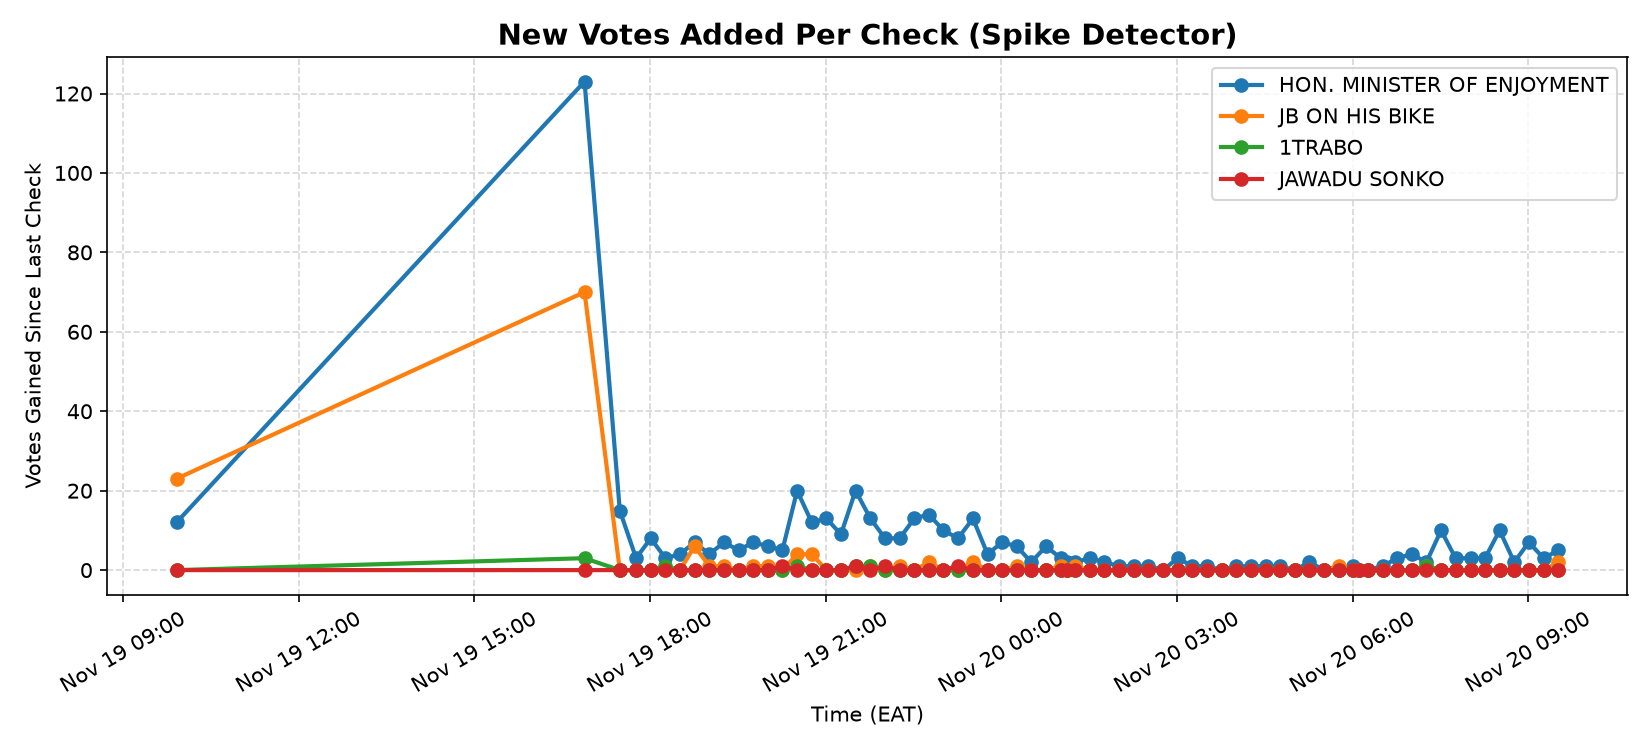 New Votes Added Per Check (Spike Detector)
HON. MINISTER OF ENJOYMENT
JB ON HIS BIKE
1TRABO
JAWADU SONKO
Votes Gained Since Last Check
120
100
80
60
40
20
0
Nov 19 09:00
Nov 19 12:00
Nov 19 15:00
Nov 19 18:00
Nov 19 21:00
Nov 20 00:00
Nov 20 03:00
Nov 20 06:00
Nov 20 09:00
Time (EAT)